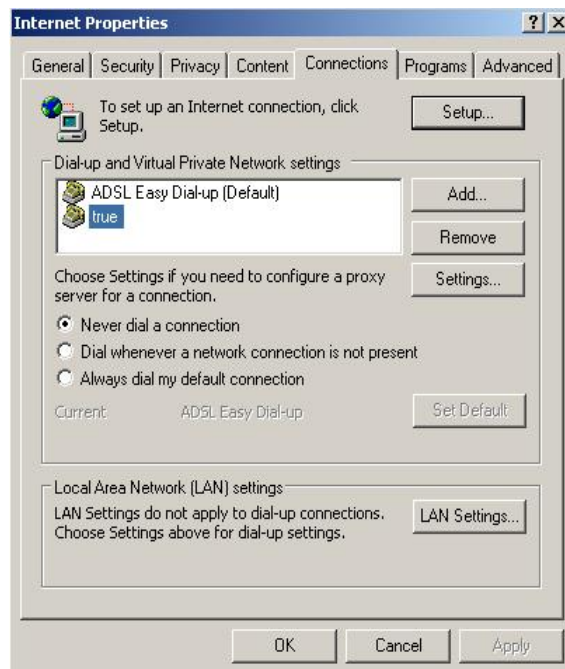 Internet Properties
General Security Privacy Content Connections Programs Advanced
To set up an Internet connection, click
Setup.
Setup...
Dial-up and Virtual Private Network settings
ADSL Easy Dial-up (Default)
true
Add...
Remove
Choose Settings if you need to configure a proxy
server for a connection.
Settings...
Never dial a connection
Dial whenever a network connection is not present
Always dial my default connection
Current ADSL Easy Dial-up Set Default
Local Area Network (LAN) settings
LAN Settings do not apply to dial-up connections.
Choose Settings above for dial-up settings.
LAN Settings...
OK Cancel Apply